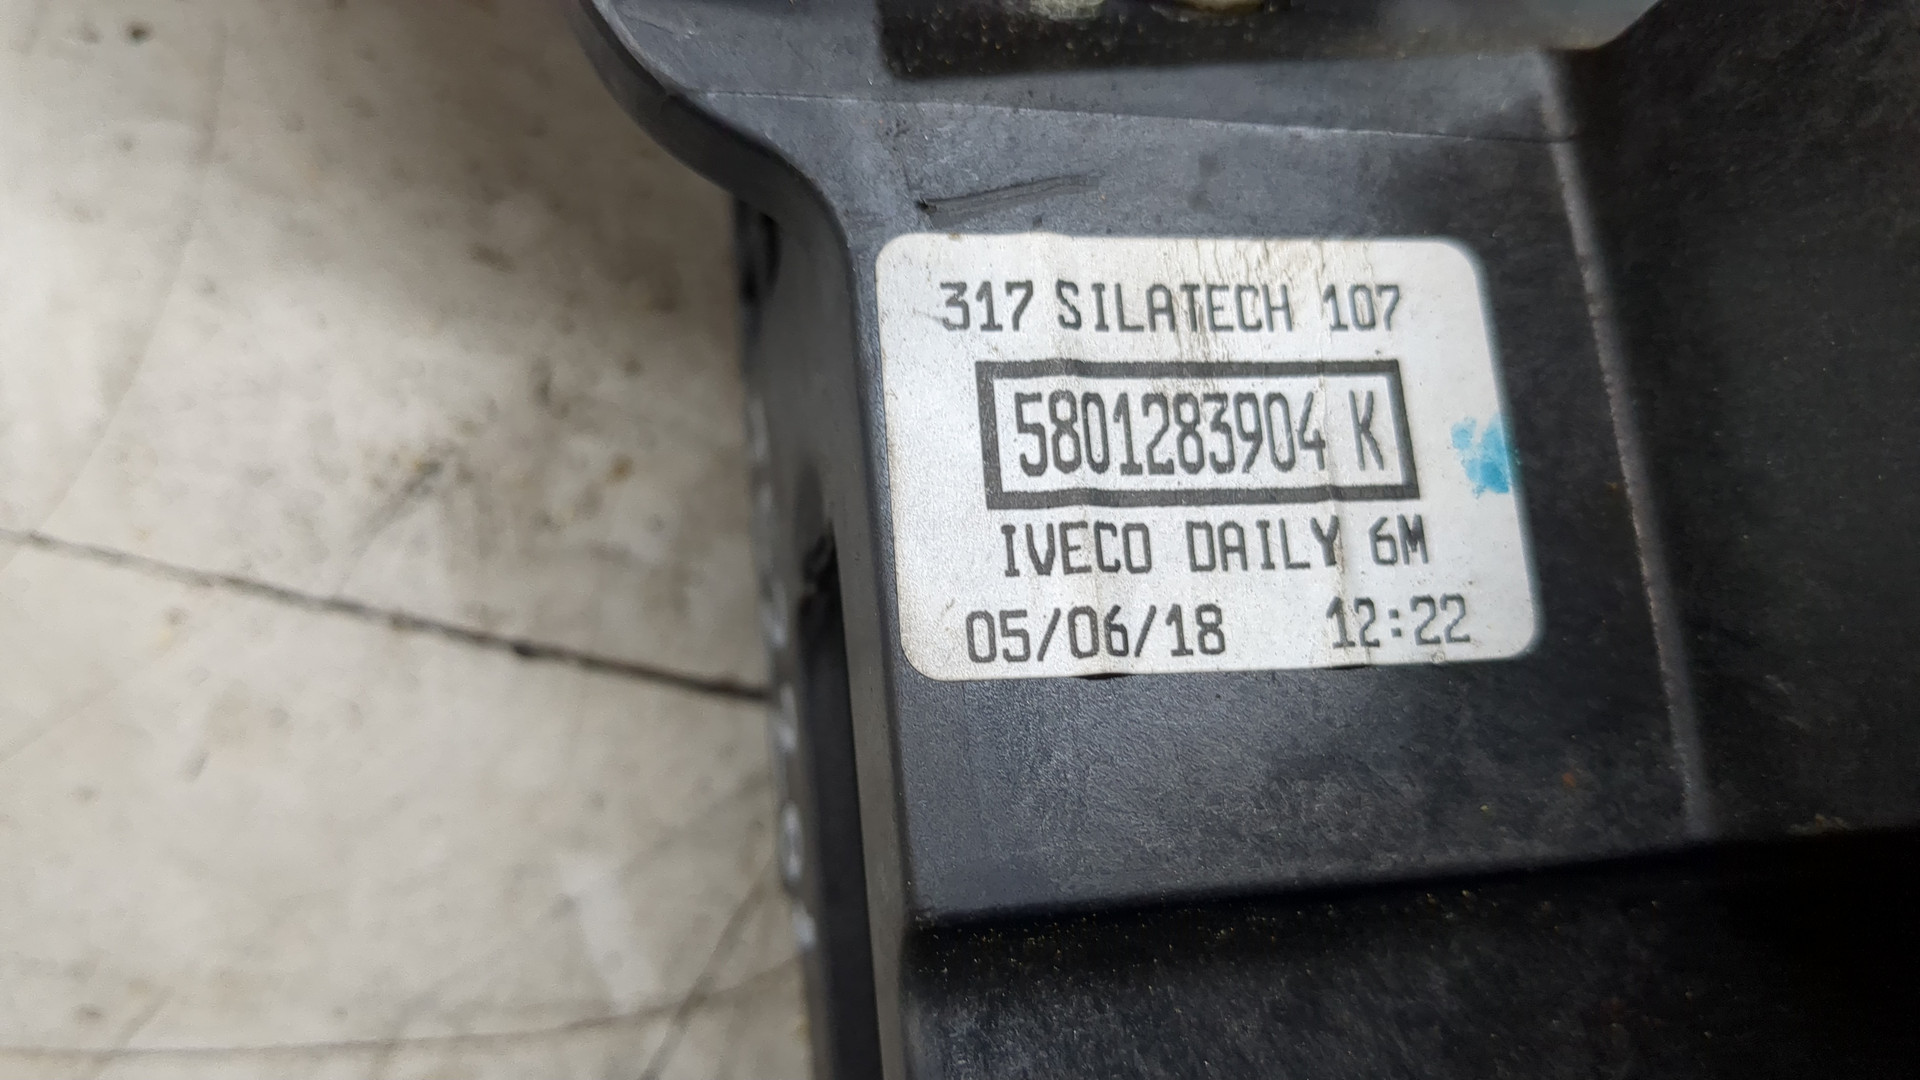 317 SILATECH 107
5801283904 K
IVECO DAILY 6M
05/06/18 12:22